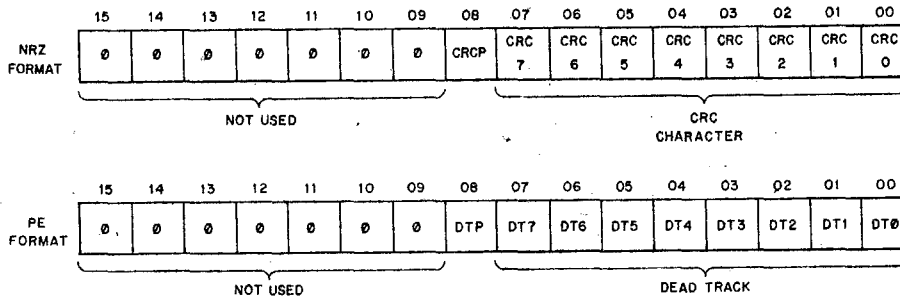 15 14 13 12 11 10 09 08 07 06 05 04 03 02 01 00
NRZ FORMAT
Ø Ø Ø Ø Ø Ø Ø CRCP CRC 7 CRC 6 CRC 5 CRC 4 CRC 3 CRC 2 CRC 1 CRC 0
NOT USED
CRC
CHARACTER
15 14 13 12 11 10 09 08 07 06 05 04 03 02 01 00
PE FORMAT
Ø Ø Ø Ø Ø Ø Ø DTP DT7 DT6 DT5 DT4 DT3 DT2 DT1 DTØ
NOT USED
DEAD TRACK